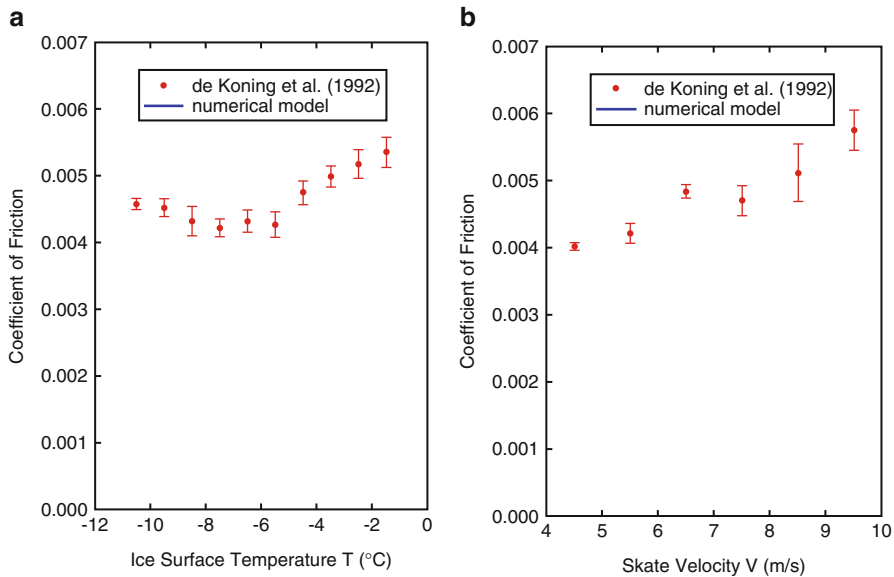 a
0.007
0.006
0.005
0.004
0.003
0.002
0.001
0.000
de Koning et al. (1992)
numerical model
Coefficient of Friction
-12 -10 -8 -6 -4 -2 0
Ice Surface Temperature T (°C)
b
0.007
0.006
0.005
0.004
0.003
0.002
0.001
0.000
de Koning et al. (1992)
numerical model
Coefficient of Friction
4 5 6 7 8 9 10
Skate Velocity V (m/s)